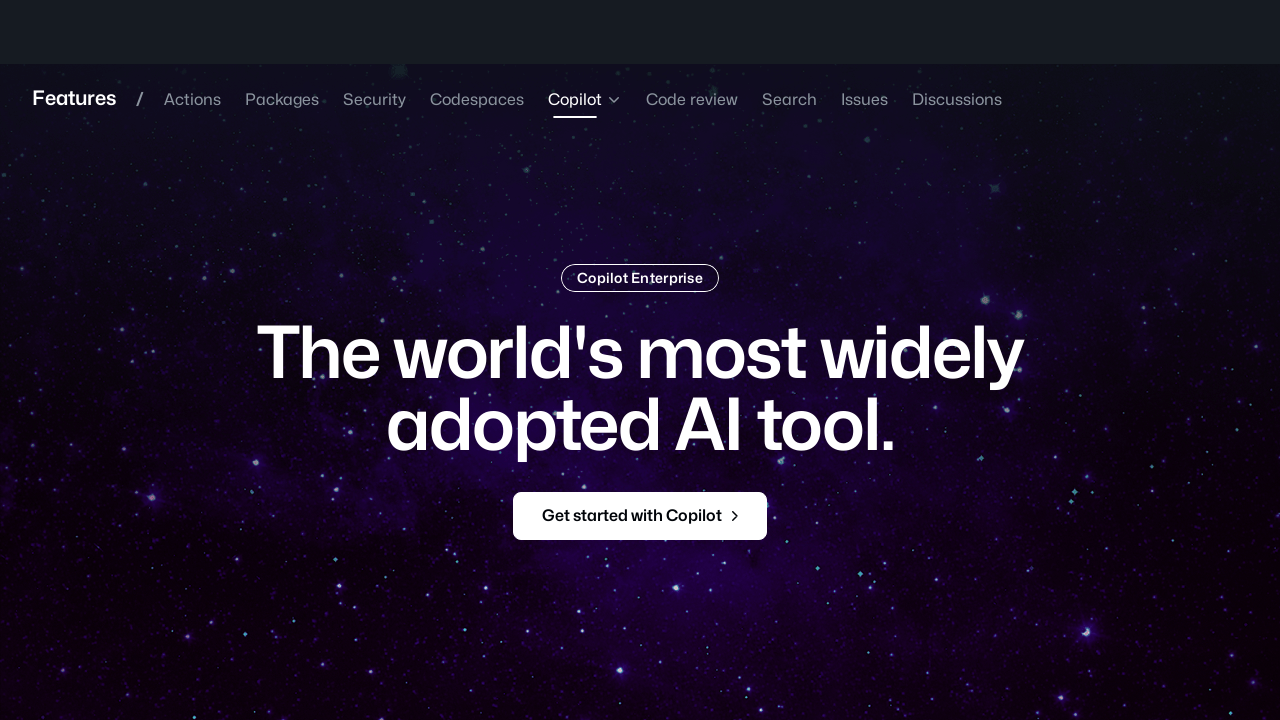 Features / Actions Packages Security Codespaces Copilot Code review Search Issues Discussions
Copilot Enterprise
The world's most widely
adopted AI tool.
Get started with Copilot